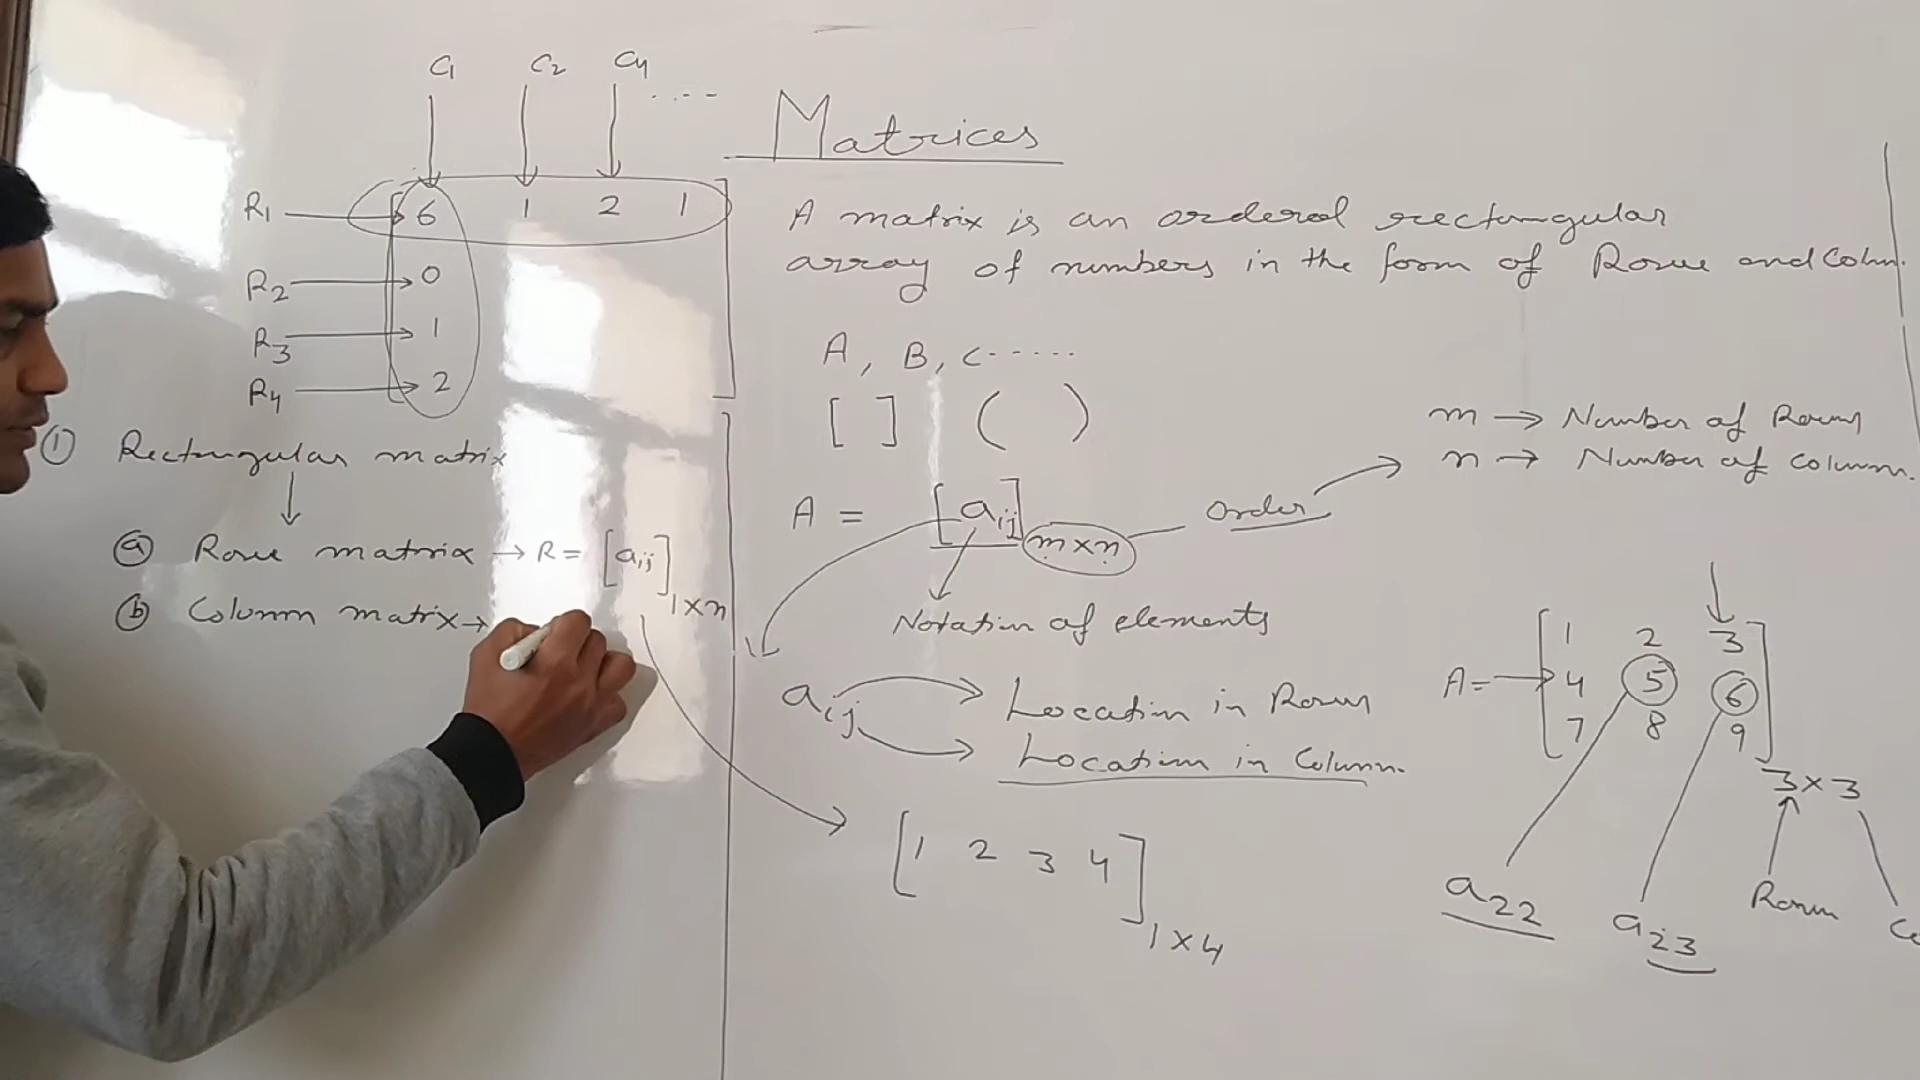 C1 C2 C4 ....
Matrices
R1 6 1 2 1
R2 0
R3 1
R4 2
A matrix is an ordered rectangular
array of numbers in the form of Rowe and Colum.
A, B, C......
[ ] ( )
m → Number of Rows
n → Number of Column.
A = [aij] m×n Order
Notation of elements
aij Location in Rows
Location in Column.
A = [1 2 3
4 5 6
7 8 9] 3×3
a22 a23 Rows
① Rectangular matrix
ⓐ Rowe matrix → R = [aij] 1×n
ⓑ Column matrix →
[1 2 3 4] 1×4